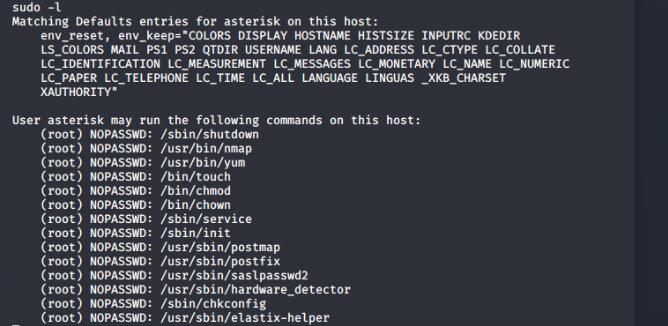 sudo -l
Matching Defaults entries for asterisk on this host:
env_reset, env_keep="COLORS DISPLAY HOSTNAME HISTSIZE INPUTRC KDEDIR
LS_COLORS MAIL PS1 PS2 QTDIR USERNAME LANG LC_ADDRESS LC_CTYPE LC_COLLATE
LC_IDENTIFICATION LC_MEASUREMENT LC_MESSAGES LC_MONETARY LC_NAME LC_NUMERIC
LC_PAPER LC_TELEPHONE LC_TIME LC_ALL LANGUAGE LINGUAS _XKB_CHARSET
XAUTHORITY"
User asterisk may run the following commands on this host:
(root) NOPASSWD: /sbin/shutdown
(root) NOPASSWD: /usr/bin/nmap
(root) NOPASSWD: /usr/bin/yum
(root) NOPASSWD: /bin/touch
(root) NOPASSWD: /bin/chmod
(root) NOPASSWD: /bin/chown
(root) NOPASSWD: /sbin/service
(root) NOPASSWD: /sbin/init
(root) NOPASSWD: /usr/sbin/postmap
(root) NOPASSWD: /usr/sbin/postfix
(root) NOPASSWD: /usr/sbin/saslpasswd2
(root) NOPASSWD: /usr/sbin/hardware_detector
(root) NOPASSWD: /sbin/chkconfig
(root) NOPASSWD: /usr/sbin/elastix-helper